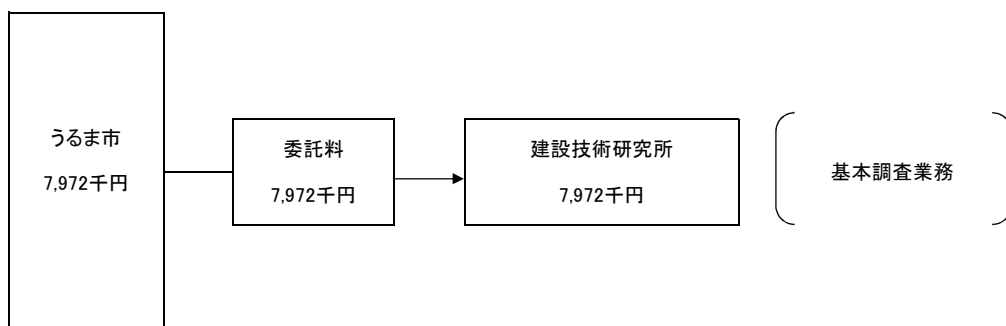 うるま市
7,972千円
委託料
7,972千円
建設技術研究所
7,972千円
基本調査業務